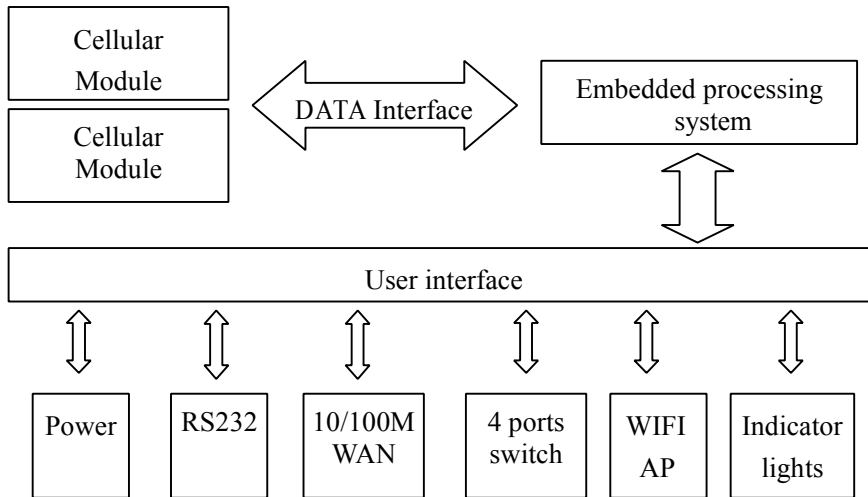 Cellular
Module
Cellular
Module
DATA Interface
Embedded processing
system
User interface
Power
RS232
10/100M
WAN
4 ports
switch
WIFI
AP
Indicator
lights